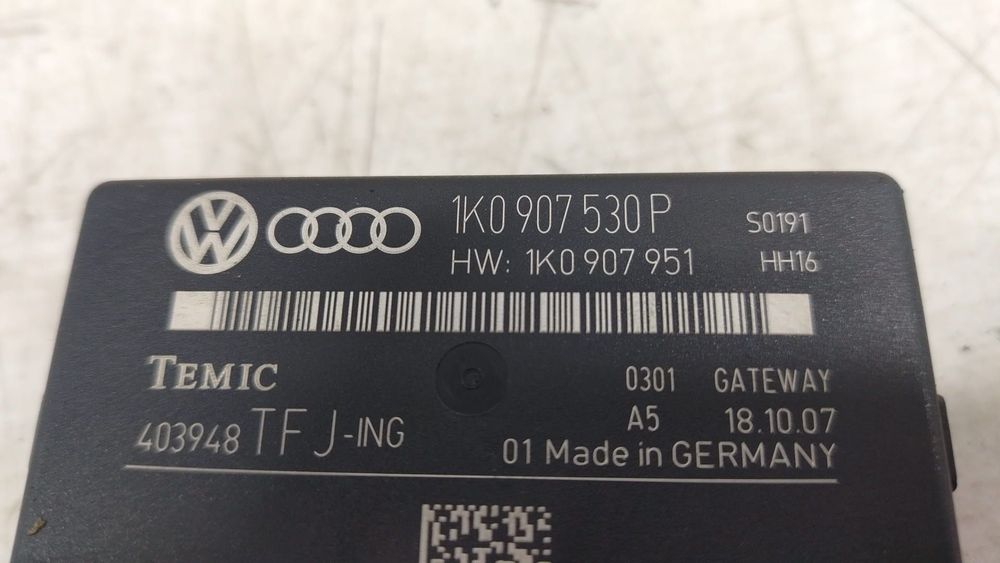 1K0 907 530 P S0191
HW: 1K0 907 951 HH16
TEMIC 0301 GATEWAY
403948 TFJ-ING A5 18.10.07
01 Made in GERMANY